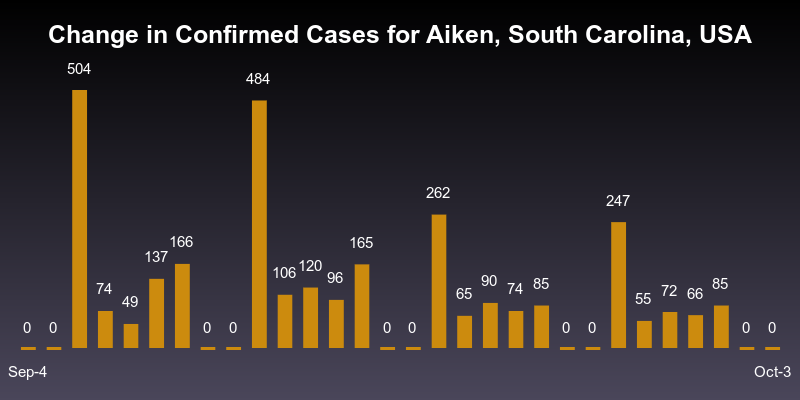 Change in Confirmed Cases for Aiken, South Carolina, USA
0 0 504 74 49 137 166 0 0 484 106 120 96 165 0 0 262 65 90 74 85 0 0 247 55 72 66 85 0 0
Sep-4 Oct-3